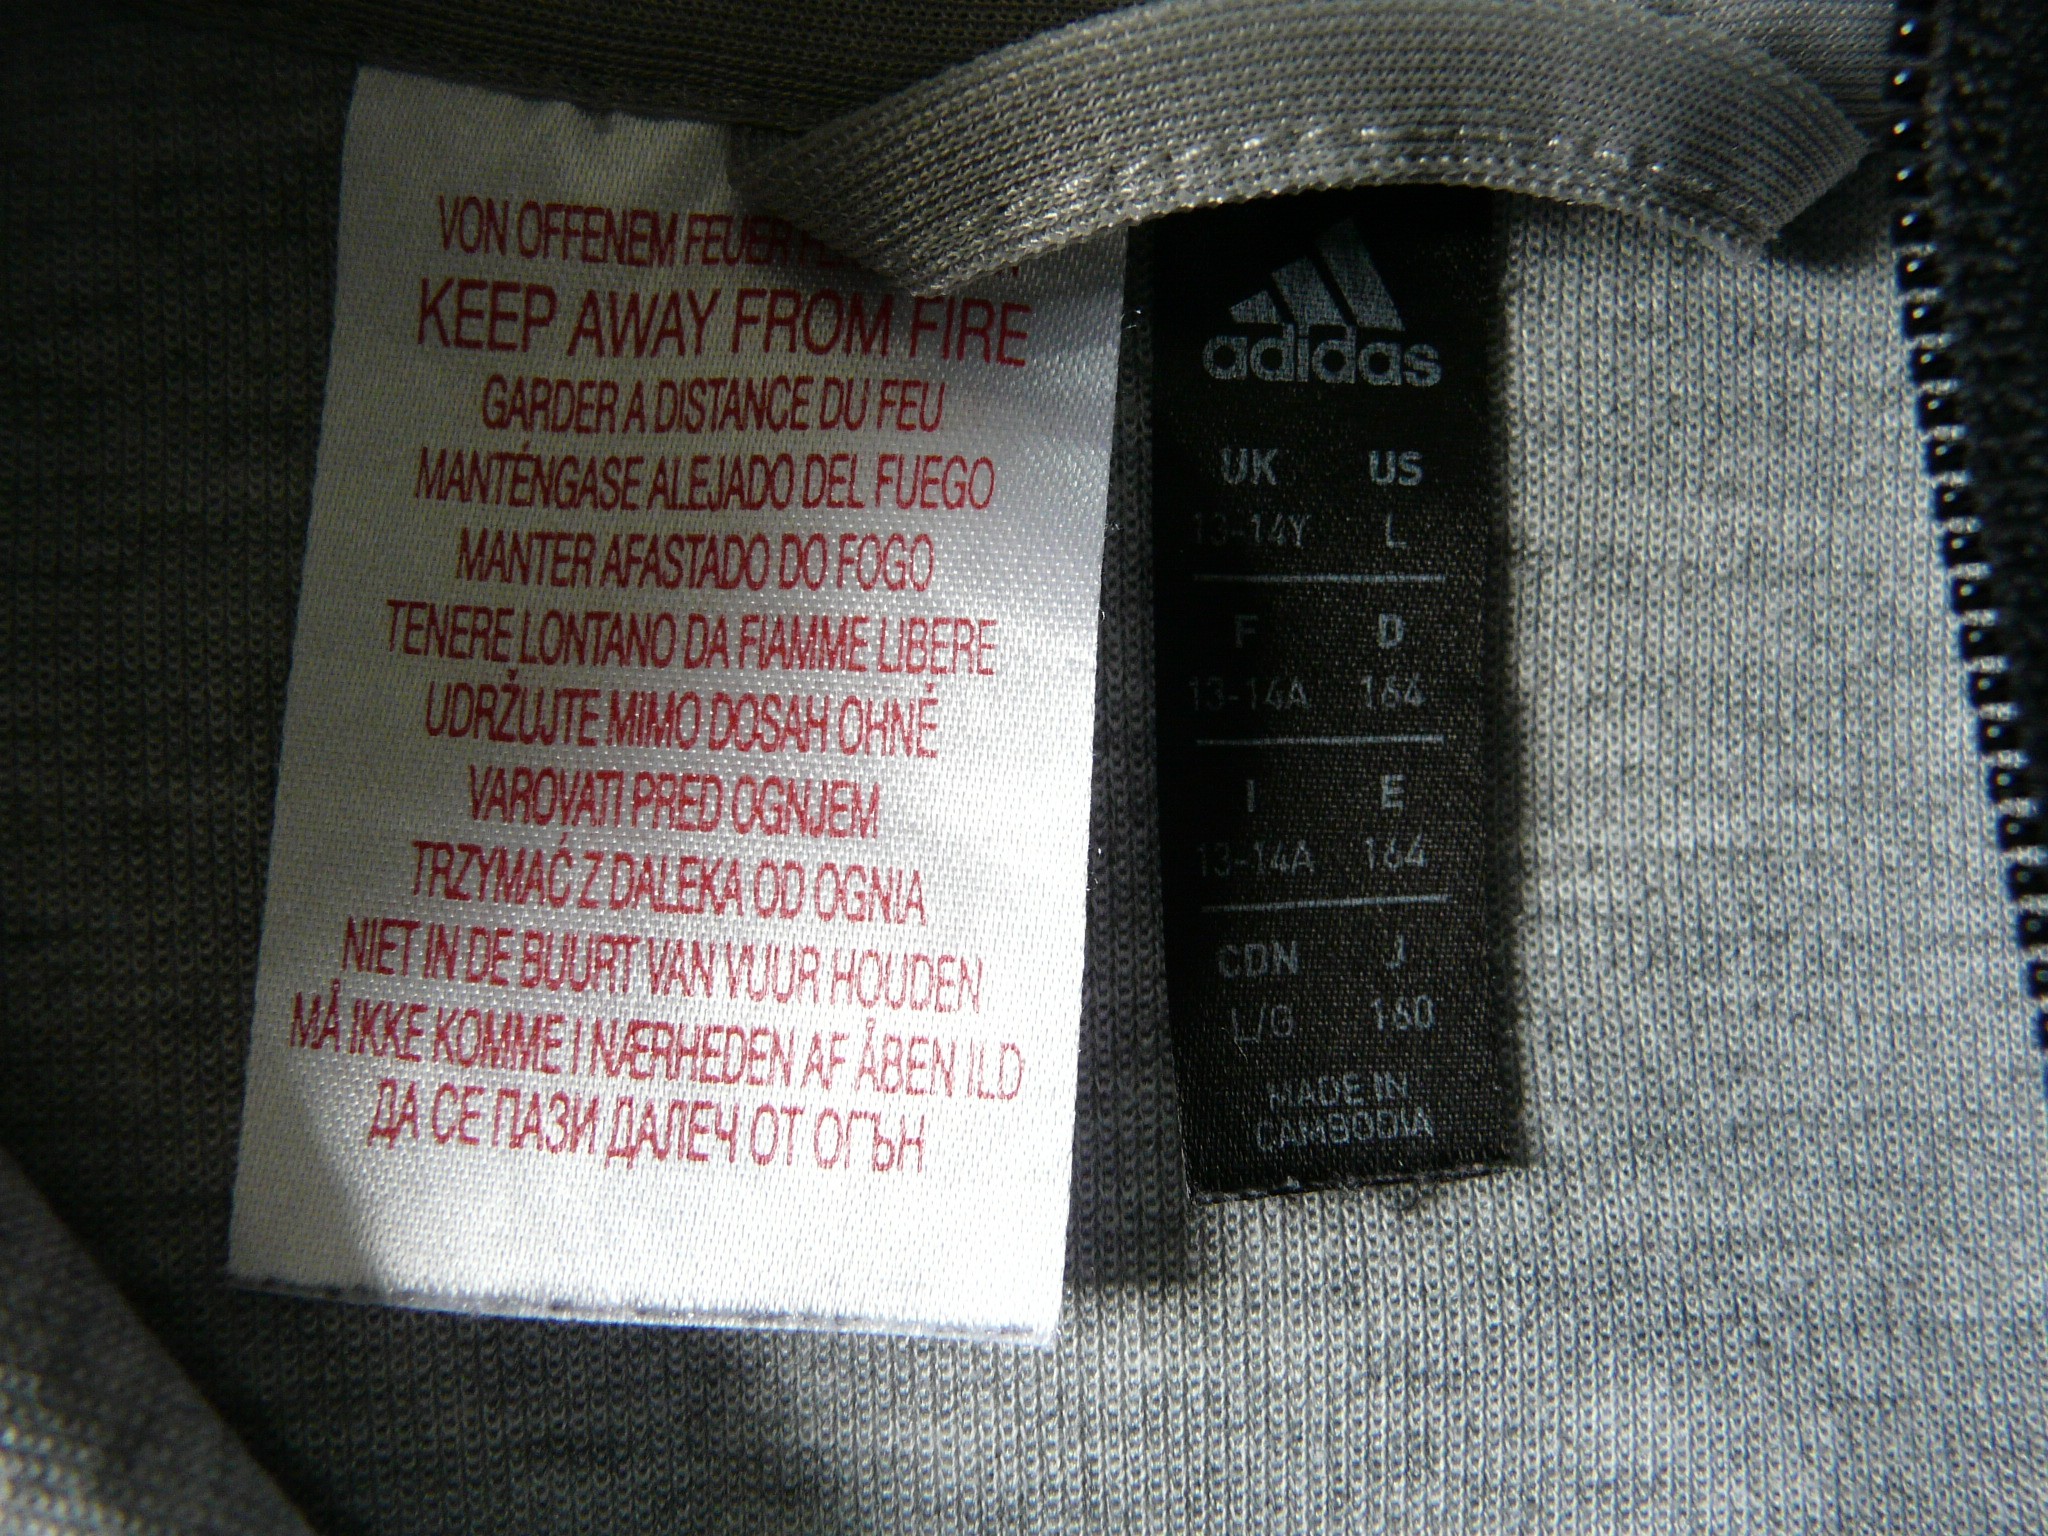 VON OFFENEM FEUER
KEEP AWAY FROM FIRE
GARDER A DISTANCE DU FEU
MANTÉNGASE ALEJADO DEL FUEGO
MANTER AFASTADO DO FOGO
TENERE LONTANO DA FIAMME LIBERE
UDRŽUJTE MIMO DOSAH OHNĚ
VAROVATI PRED OGNJEM
TRZYMAĆ Z DALEKA OD OGNIA
NIET IN DE BUURT VAN VUUR HOUDEN
MÅ IKKE KOMME I NÆRHEDEN AF ÅBEN ILD
ДА СЕ ПАЗИ ДАЛЕЧ ОТ ОГЪН
adidas
UK US
13-14Y L
F D
13-14A 164
I E
13-14A 164
CDN J
L/G 160
MADE IN
CAMBODIA